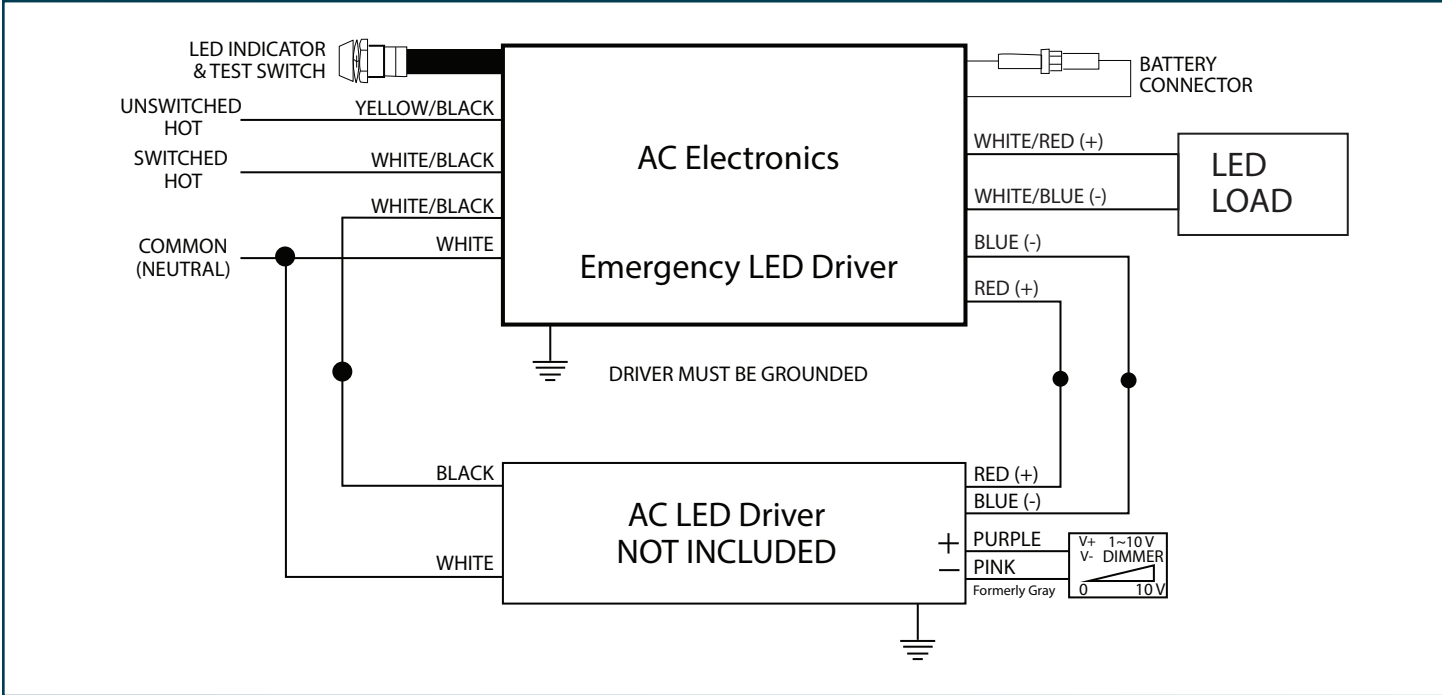 LED INDICATOR
& TEST SWITCH
BATTERY
CONNECTOR
UNSWITCHED
HOT
YELLOW/BLACK
SWITCHED
HOT
WHITE/BLACK
WHITE/BLACK
COMMON
(NEUTRAL)
WHITE
AC Electronics
Emergency LED Driver
WHITE/RED (+)
WHITE/BLUE (-)
LED
LOAD
BLUE (-)
RED (+)
DRIVER MUST BE GROUNDED
BLACK
WHITE
AC LED Driver
NOT INCLUDED
RED (+)
BLUE (-)
+ PURPLE
− PINK
Formerly Gray
V+ 1~10 V
V- DIMMER
0 10 V